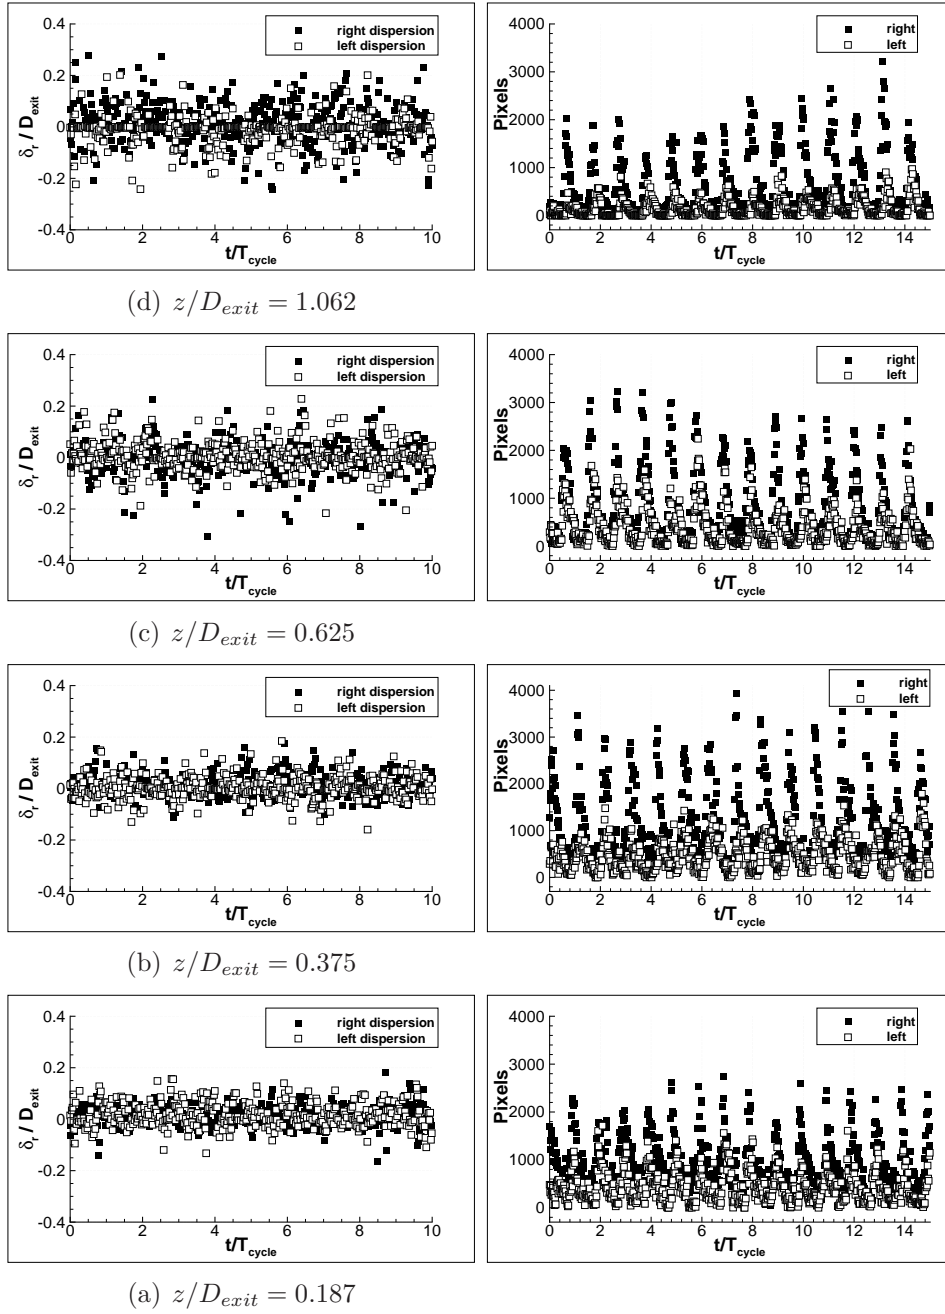 0.4
right dispersion
left dispersion
0.2
0
-0.2
-0.4
δr / Dexit
0 2 4 6 8 10
t/Tcycle
4000
right
left
3000
2000
1000
0
Pixels
0 2 4 6 8 10 12 14
t/Tcycle
(d) z/Dexit = 1.062
0.4
right dispersion
left dispersion
0.2
0
-0.2
-0.4
δr / Dexit
0 2 4 6 8 10
t/Tcycle
4000
right
left
3000
2000
1000
0
Pixels
0 2 4 6 8 10 12 14
t/Tcycle
(c) z/Dexit = 0.625
0.4
right dispersion
left dispersion
0.2
0
-0.2
-0.4
δr / Dexit
0 2 4 6 8 10
t/Tcycle
4000
right
left
3000
2000
1000
0
Pixels
0 2 4 6 8 10 12 14
t/Tcycle
(b) z/Dexit = 0.375
0.4
right dispersion
left dispersion
0.2
0
-0.2
-0.4
δr / Dexit
0 2 4 6 8 10
t/Tcycle
4000
right
left
3000
2000
1000
0
Pixels
0 2 4 6 8 10 12 14
t/Tcycle
(a) z/Dexit = 0.187